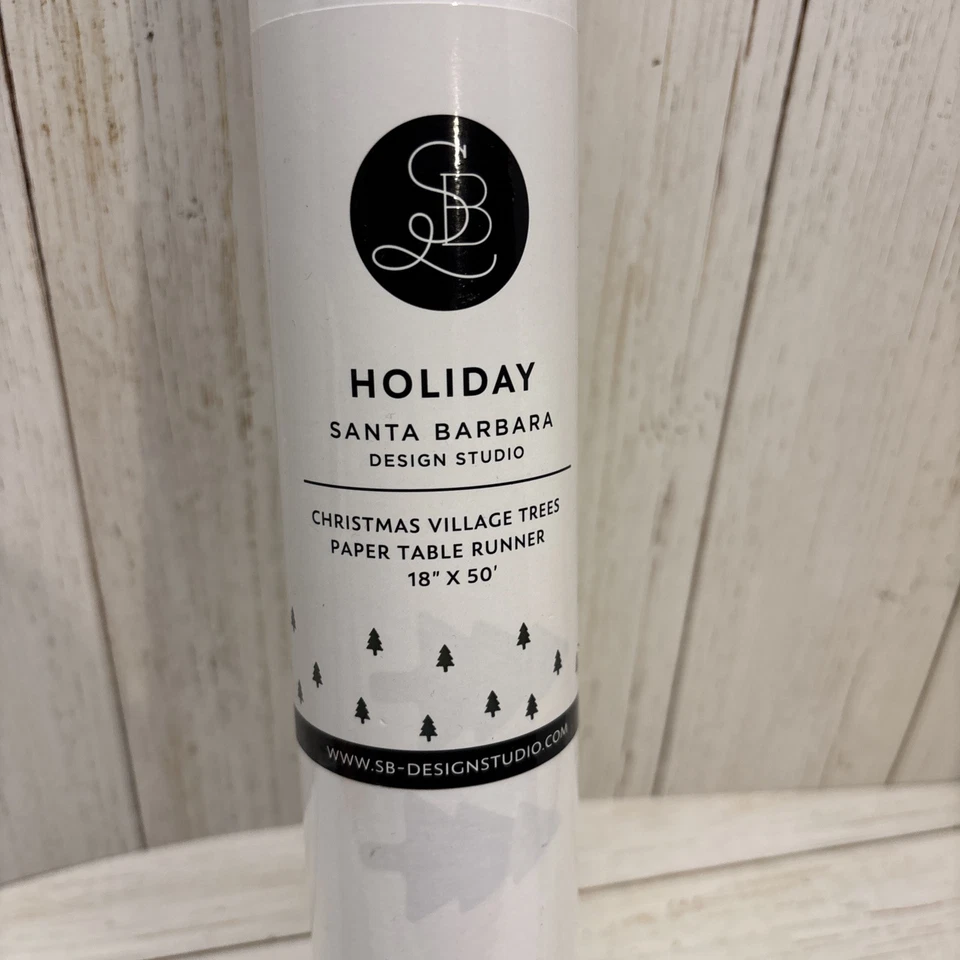 SB
HOLIDAY
SANTA BARBARA
DESIGN STUDIO
CHRISTMAS VILLAGE TREES
PAPER TABLE RUNNER
18" X 50'
WWW.SB-DESIGNSTUDIO.COM